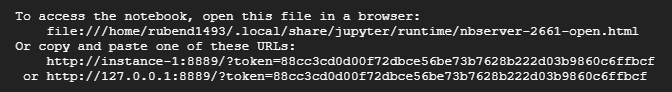 To access the notebook, open this file in a browser:
file:///home/rubend1493/.local/share/jupyter/runtime/nbserver-2661-open.html
Or copy and paste one of these URLs:
http://instance-1:8889/?token=88cc3cd0d00f72dbce56be73b7628b222d03b9860c6ffbcf
or http://127.0.0.1:8889/?token=88cc3cd0d00f72dbce56be73b7628b222d03b9860c6ffbcf